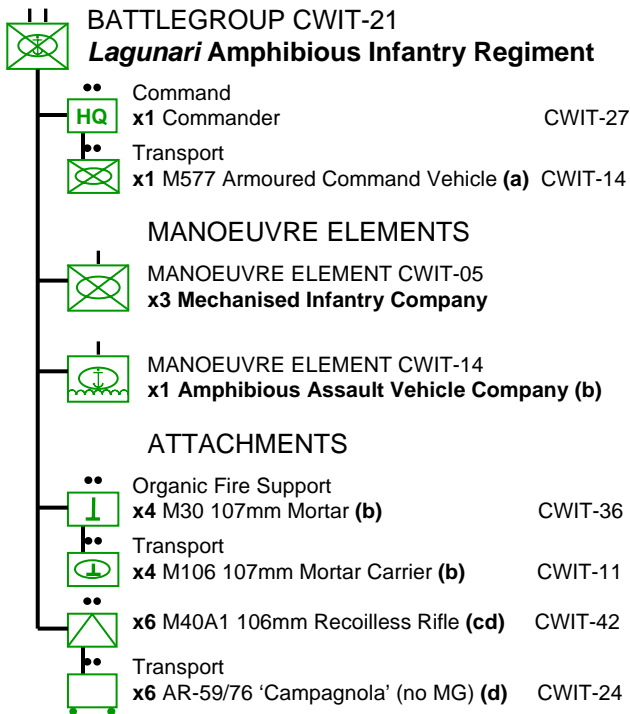 BATTLEGROUP CWIT-21
Lagunari Amphibious Infantry Regiment
Command
HQ x1 Commander CWIT-27
Transport
x1 M577 Armoured Command Vehicle (a) CWIT-14
MANOEUVRE ELEMENTS
MANOEUVRE ELEMENT CWIT-05
x3 Mechanised Infantry Company
MANOEUVRE ELEMENT CWIT-14
x1 Amphibious Assault Vehicle Company (b)
ATTACHMENTS
Organic Fire Support
x4 M30 107mm Mortar (b) CWIT-36
Transport
x4 M106 107mm Mortar Carrier (b) CWIT-11
x6 M40A1 106mm Recoilless Rifle (cd) CWIT-42
Transport
x6 AR-59/76 ‘Campagnola’ (no MG) (d) CWIT-24